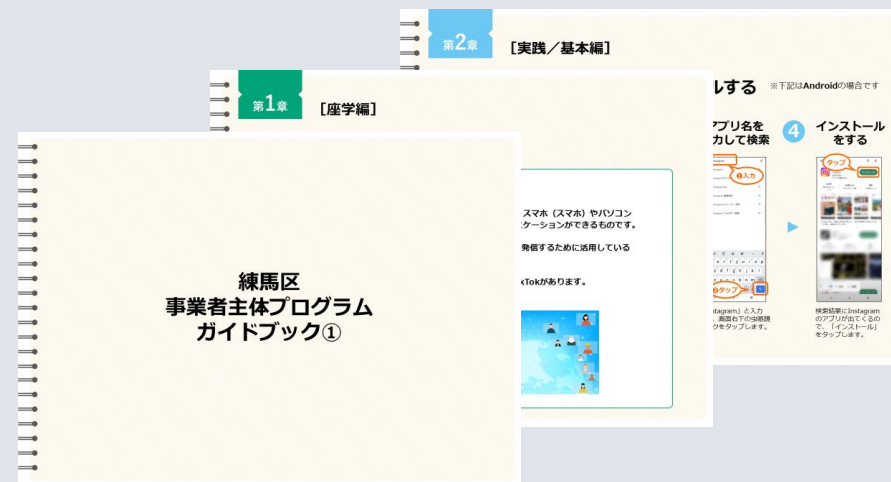 第2章
[実践／基本編]
ルする
※下記はAndroidの場合です
アプリ名を
力して検索
4
インストール
をする
❶入力
❷タップ
タップ
tagram」と入力
、画面右下の虫眼鏡
クをタップします。
検索結果にInstagram
のアプリが出てくるの
で、「インストール」
をタップします。
第1章
[座学編]
スマホ（スマホ）やパソコン
ケーションができるものです。
発信するために活用している
kTokがあります。
練馬区
事業者主体プログラム
ガイドブック①